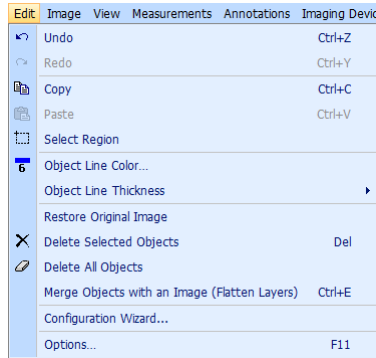 Edit Image View Measurements Annotations Imaging
Undo Ctrl+Z
Redo Ctrl+Y
Copy Ctrl+C
Paste Ctrl+V
Select Region
6 Object Line Color...
Object Line Thickness
Restore Original Image
Delete Selected Objects Del
Delete All Objects
Merge Objects with an Image (Flatten Layers) Ctrl+E
Configuration Wizard...
Options... F11